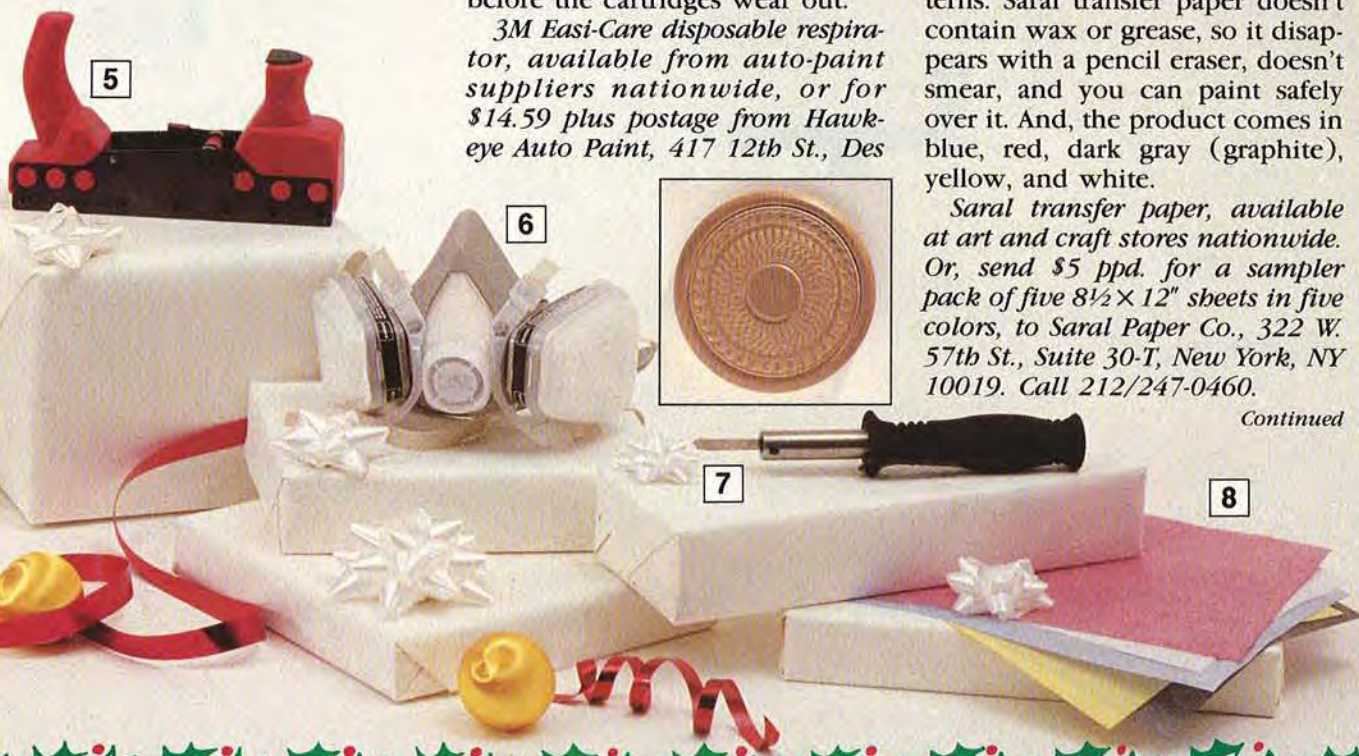 before the cartridges wear out.
3M Easi-Care disposable respira-
tor, available from auto-paint
suppliers nationwide, or for
$14.59 plus postage from Hawk-
eye Auto Paint, 417 12th St., Des
terns. Saral transfer paper doesn't
contain wax or grease, so it disap-
pears with a pencil eraser, doesn't
smear, and you can paint safely
over it. And, the product comes in
blue, red, dark gray (graphite),
yellow, and white.
Saral transfer paper, available
at art and craft stores nationwide.
Or, send $5 ppd. for a sampler
pack of five 8½ × 12" sheets in five
colors, to Saral Paper Co., 322 W.
57th St., Suite 30-T, New York, NY
10019. Call 212/247-0460.
Continued
5
6
7
8